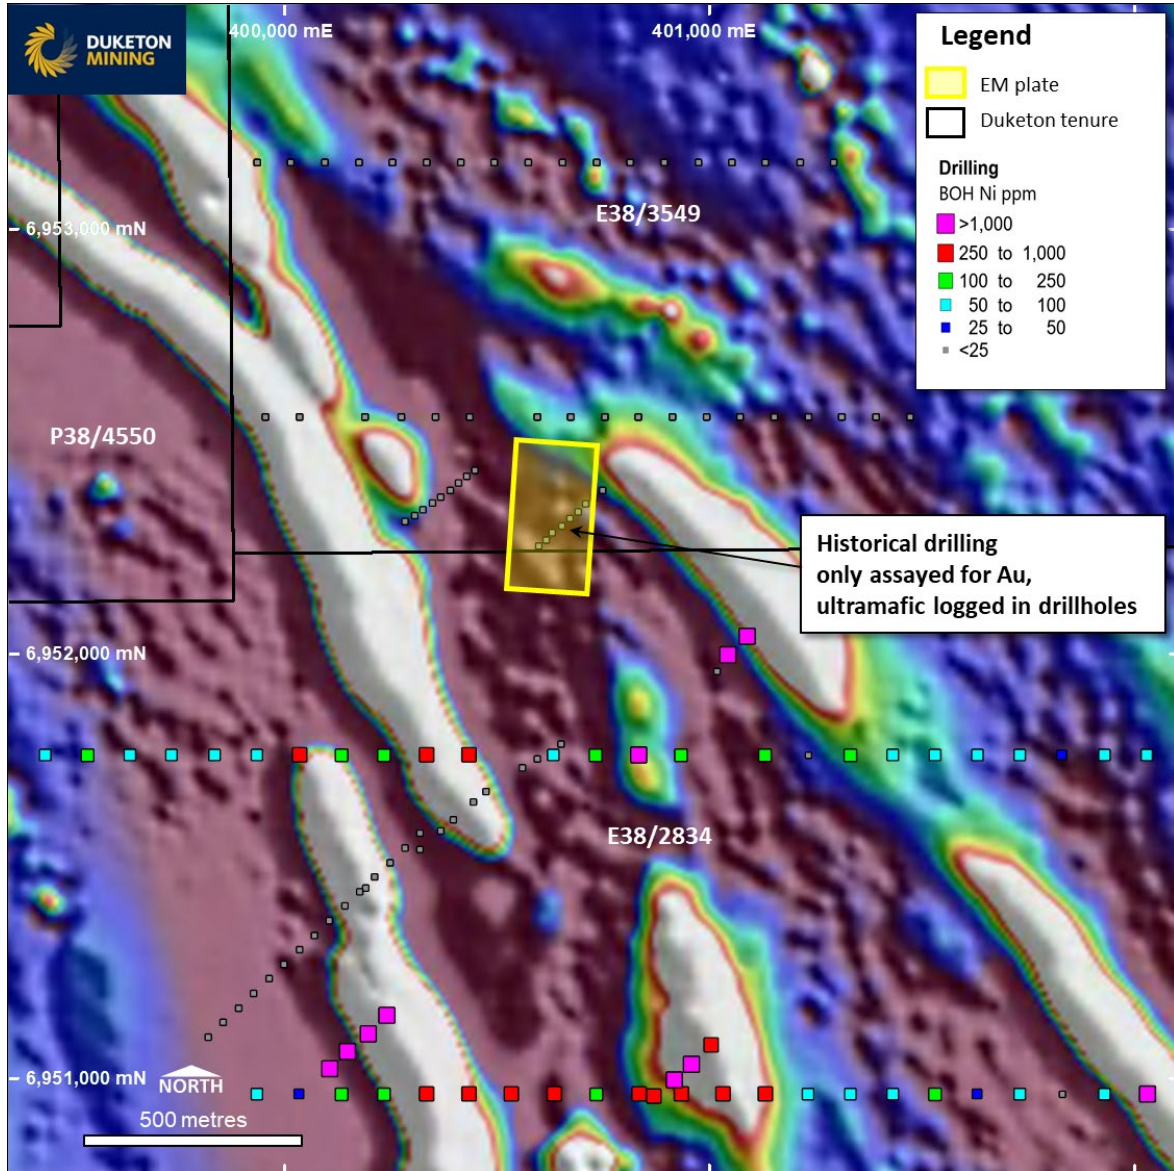 DUKETON
MINING
400,000 mE
401,000 mE
Legend
EM plate
Duketon tenure
Drilling
BOH Ni ppm
>1,000
250 to 1,000
100 to 250
50 to 100
25 to 50
<25
E38/3549
6,953,000 mN
P38/4550
Historical drilling
only assayed for Au,
ultramafic logged in drillholes
6,952,000 mN
E38/2834
6,951,000 mN
NORTH
500 metres